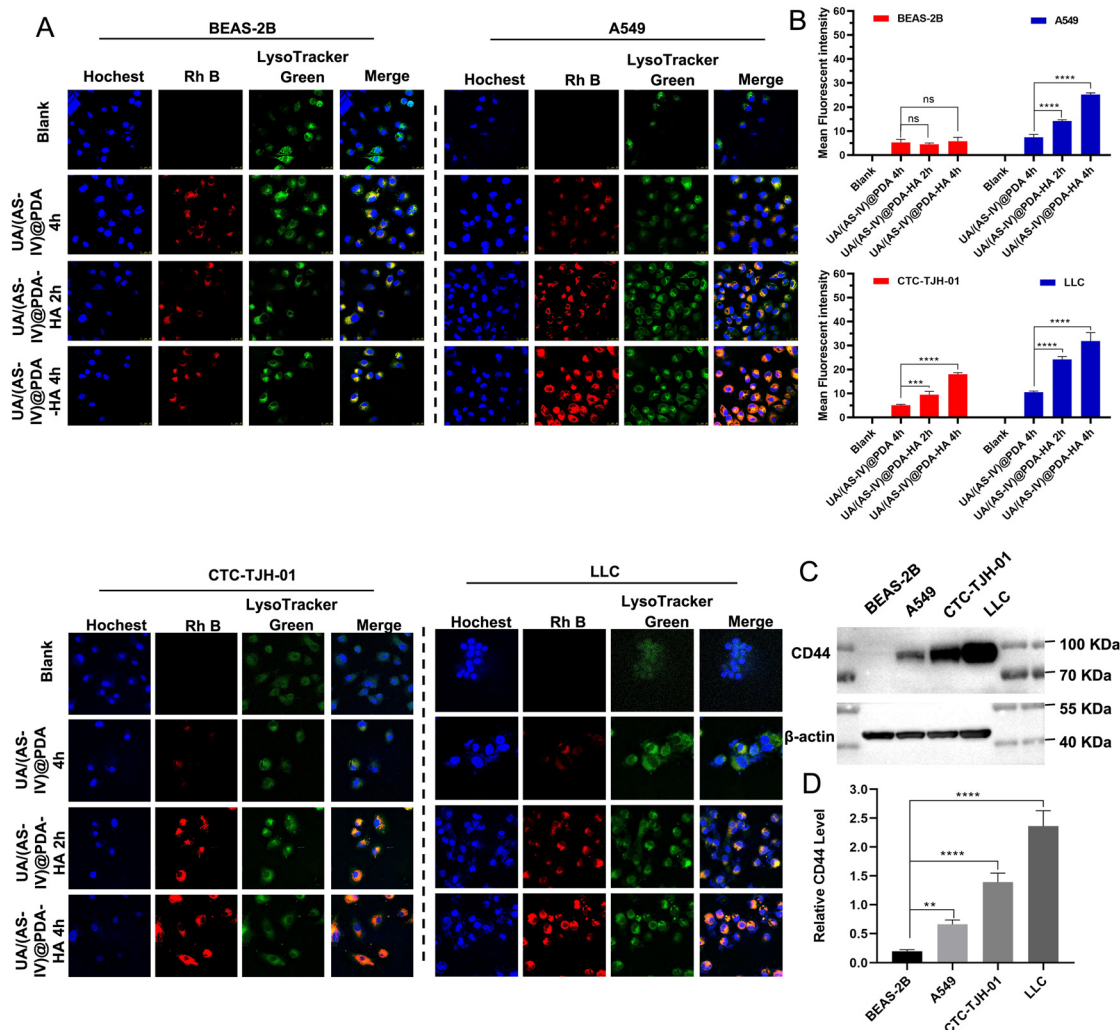 A
BEAS-2B
A549
Hochest
Rh B
LysoTracker
Green
Merge
Hochest
Rh B
LysoTracker
Green
Merge
Blank
UA/(AS-
IV)@PDA
4h
UA/(AS-
IV)@PDA-
HA 2h
UA/(AS-
IV)@PDA
-HA 4h
B
BEAS-2B
A549
Mean Fluorescent intensity
60
50
40
30
20
10
0
ns
ns
****
****
Blank
UA/(AS-IV)@PDA 4h
UA/(AS-IV)@PDA-HA 2h
UA/(AS-IV)@PDA-HA 4h
Blank
UA/(AS-IV)@PDA 4h
UA/(AS-IV)@PDA-HA 2h
UA/(AS-IV)@PDA-HA 4h
CTC-TJH-01
LLC
Mean Fluorescent intensity
60
50
40
30
20
10
0
***
****
****
****
Blank
UA/(AS-IV)@PDA 4h
UA/(AS-IV)@PDA-HA 2h
UA/(AS-IV)@PDA-HA 4h
Blank
UA/(AS-IV)@PDA 4h
UA/(AS-IV)@PDA-HA 2h
UA/(AS-IV)@PDA-HA 4h
CTC-TJH-01
LLC
Hochest
Rh B
LysoTracker
Green
Merge
Hochest
Rh B
LysoTracker
Green
Merge
Blank
UA/(AS-
IV)@PDA
4h
UA/(AS-
IV)@PDA-
HA 2h
UA/(AS-
IV)@PDA-
HA 4h
C
BEAS-2B
A549
CTC-TJH-01
LLC
CD44
100 KDa
70 KDa
55 KDa
β-actin
40 KDa
D
Relative CD44 Level
3.0
2.5
2.0
1.5
1.0
0.5
0.0
**
****
****
BEAS-2B
A549
CTC-TJH-01
LLC